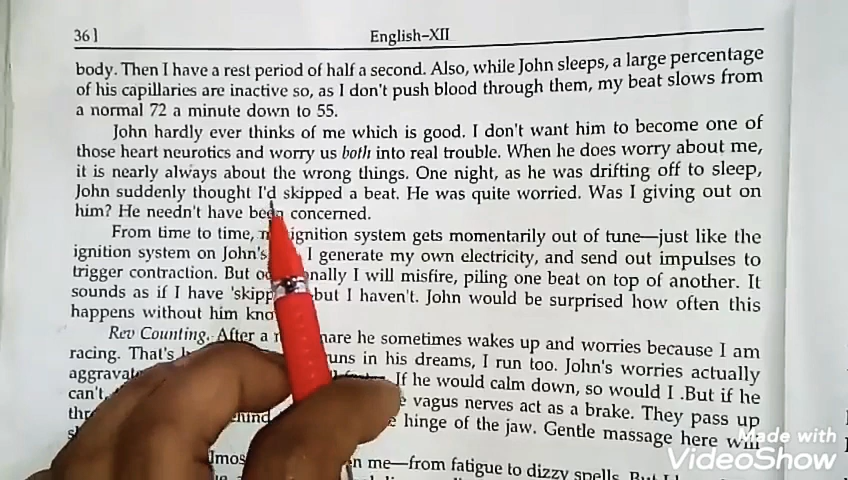 361
English–XII
body. Then I have a rest period of half a second. Also, while John sleeps, a large percentage
of his capillaries are inactive so, as I don't push blood through them, my beat slows from
a normal 72 a minute down to 55.
John hardly ever thinks of me which is good. I don't want him to become one of
those heart neurotics and worry us both into real trouble. When he does worry about me,
it is nearly always about the wrong things. One night, as he was drifting off to sleep,
John suddenly thought I'd skipped a beat. He was quite worried. Was I giving out on
him? He needn't have been concerned.
From time to time, ignition system gets momentarily out of tune—just like the
ignition system on John's I generate my own electricity, and send out impulses to
trigger contraction. But I will misfire, piling one beat on top of another. It
sounds as if I have 'skipp but I haven't. John would be surprised how often this
happens without him
Rev Counting. After a mare he sometimes wakes up and worries because I am
racing. That's runs in his dreams, I run too. John's worries actually
aggravat If he would calm down, so would I .But if he
can't, vagus nerves act as a brake. They pass up
hinge of the jaw. Gentle massage here will
me—from fatigue to dizzy spells. But I
Made with
VideoShow